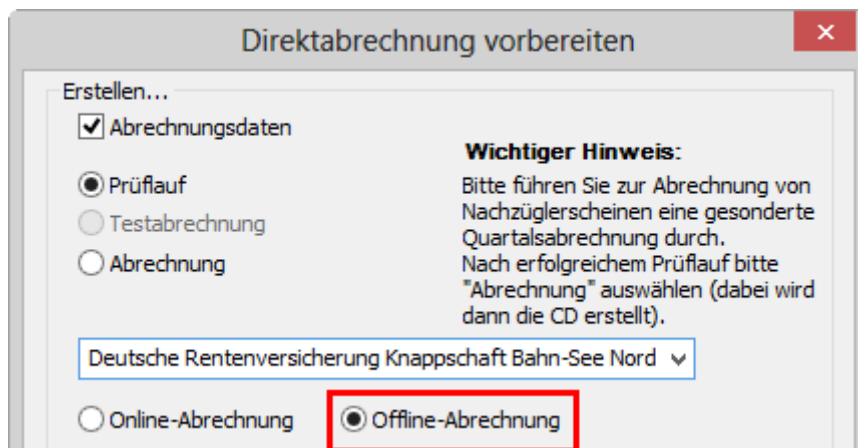 Direktabrechnung vorbereiten
Erstellen...
Abrechnungsdaten
Prüflauf
Testabrechnung
Abrechnung
Wichtiger Hinweis:
Bitte führen Sie zur Abrechnung von
Nachzüglerscheinen eine gesonderte
Quartalsabrechnung durch.
Nach erfolgreichem Prüflauf bitte
"Abrechnung" auswählen (dabei wird
dann die CD erstellt).
Deutsche Rentenversicherung Knappschaft Bahn-See Nord
Online-Abrechnung
Offline-Abrechnung